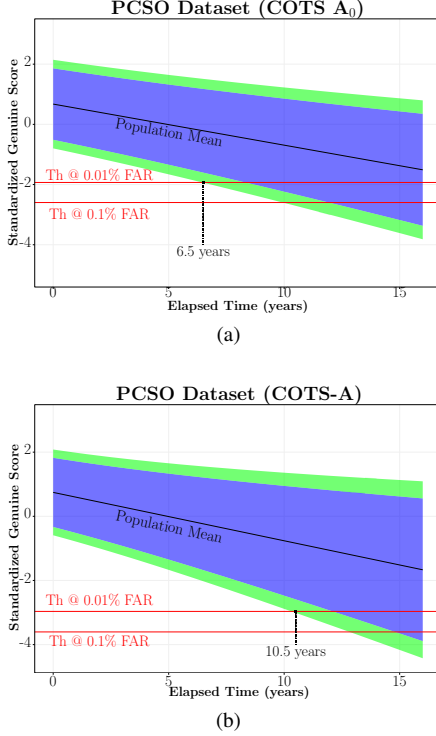 PCSO Dataset (COTS A₀)
Standardized Genuine Score
2
0
-2
-4
Population Mean
Th @ 0.01% FAR
Th @ 0.1% FAR
6.5 years
0 5 10 15
Elapsed Time (years)
(a)
PCSO Dataset (COTS-A)
Standardized Genuine Score
2
0
-2
-4
Population Mean
Th @ 0.01% FAR
Th @ 0.1% FAR
10.5 years
0 5 10 15
Elapsed Time (years)
(b)